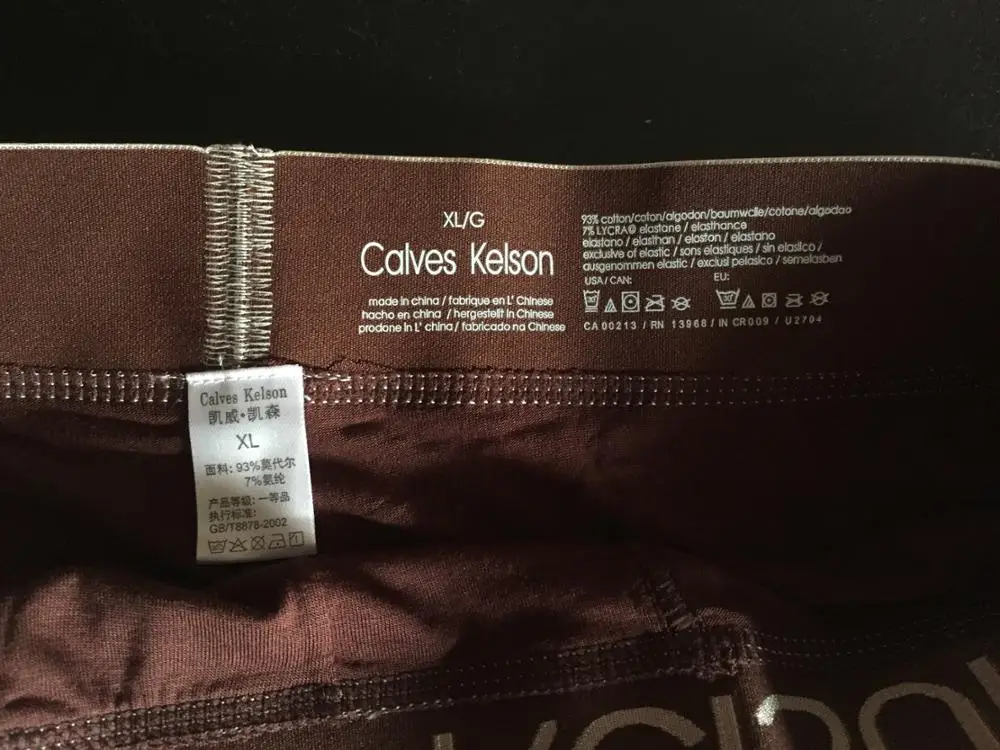 XL/G
Calves Kelson
made in china / fabrique en L' Chinese
hacho en china / hergestellt in Chinese
prodone in L' china / fabricado na Chinese
93% cotton/coton/algodon/baumwolle/cotone/algodao
7% LYCRA® elastane / elasthance
elastano / elasthan / elaston / elastano
exclusive of elastic / sons elastiques / sin elaslico /
ausgenommen elastic / exclusi pelasico / semelasben
USA / CAN:
EU:
CA 00213 / RN 13968 / IN CR009 / U2704
Calves Kelson
凯威·凯森
XL
面料: 93%莫代尔
7%氨纶
产品等级: 一等品
执行标准:
GB/T8878-2002